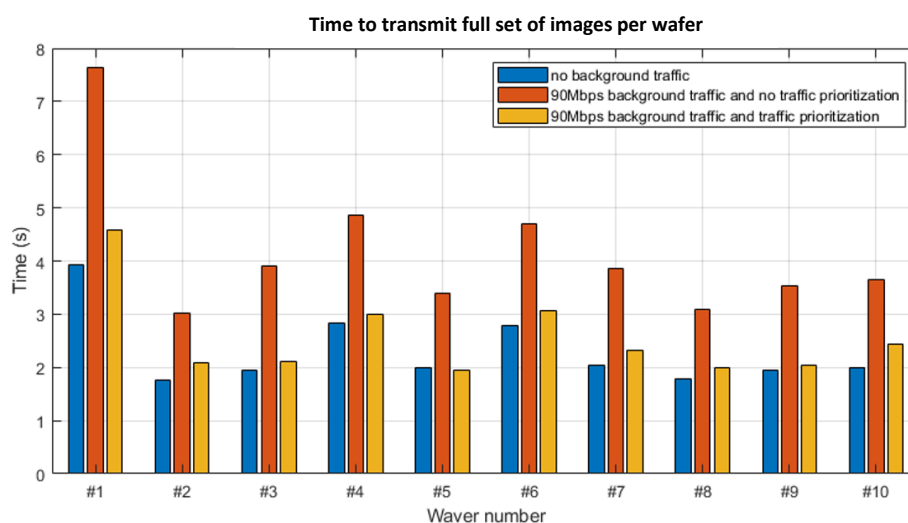 Time to transmit full set of images per wafer
8
7
6
5
4
3
2
1
0
Time (s)
no background traffic
90Mbps background traffic and no traffic prioritization
90Mbps background traffic and traffic prioritization
#1 #2 #3 #4 #5 #6 #7 #8 #9 #10
Waver number